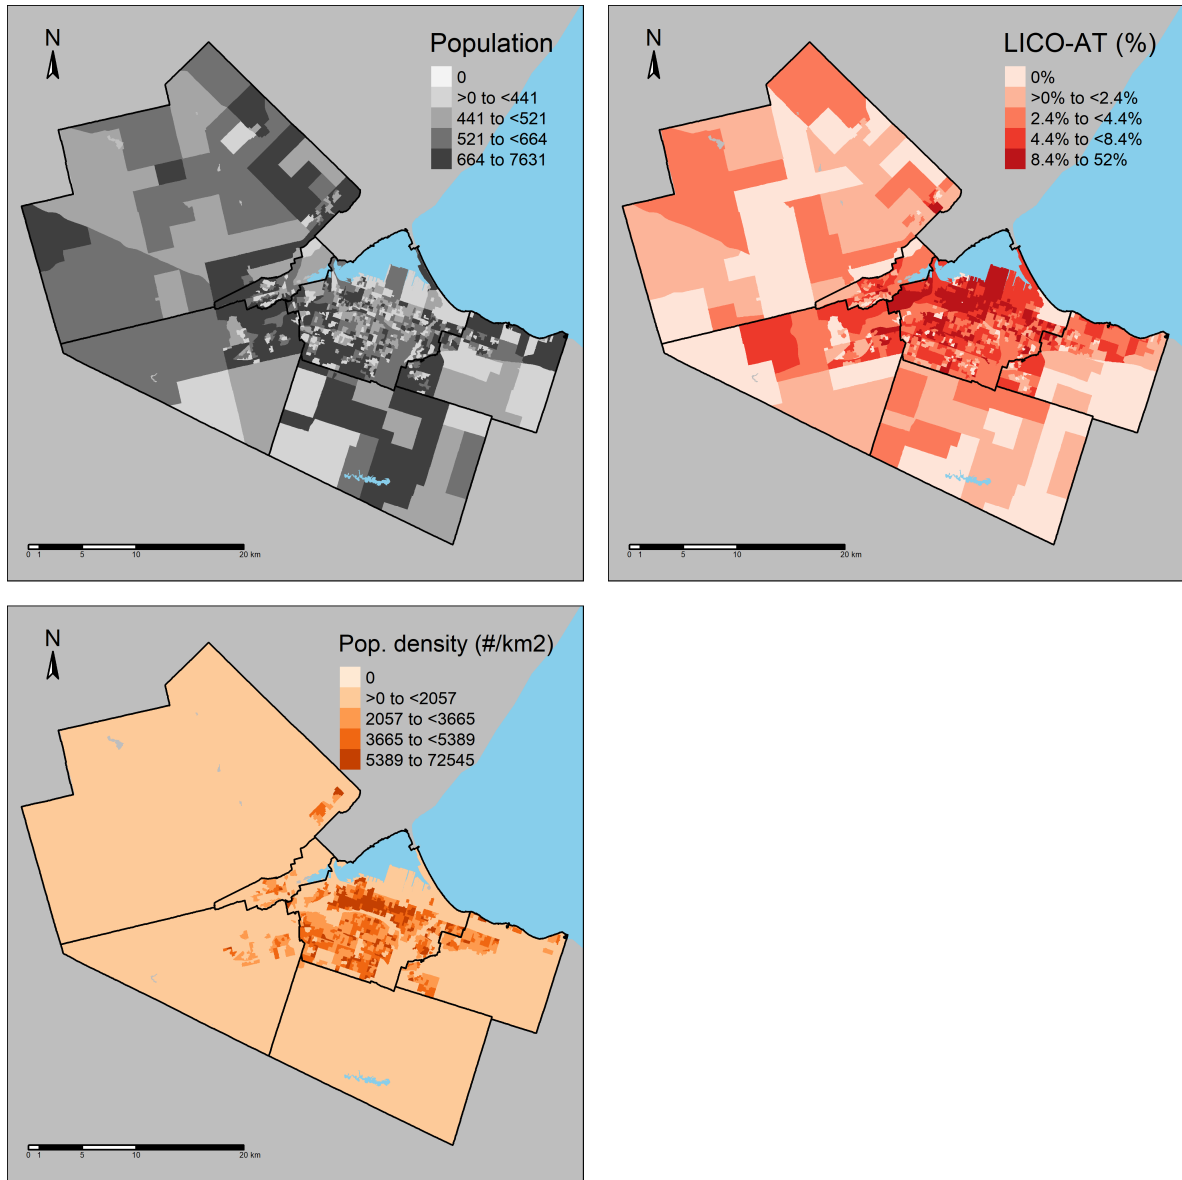 N
Population
0
>0 to <441
441 to <521
521 to <664
664 to 7631
0 1 5 10 20 km
N
LICO-AT (%)
0%
>0% to <2.4%
2.4% to <4.4%
4.4% to <8.4%
8.4% to 52%
0 1 5 10 20 km
N
Pop. density (#/km2)
0
>0 to <2057
2057 to <3665
3665 to <5389
5389 to 72545
0 1 5 10 20 km